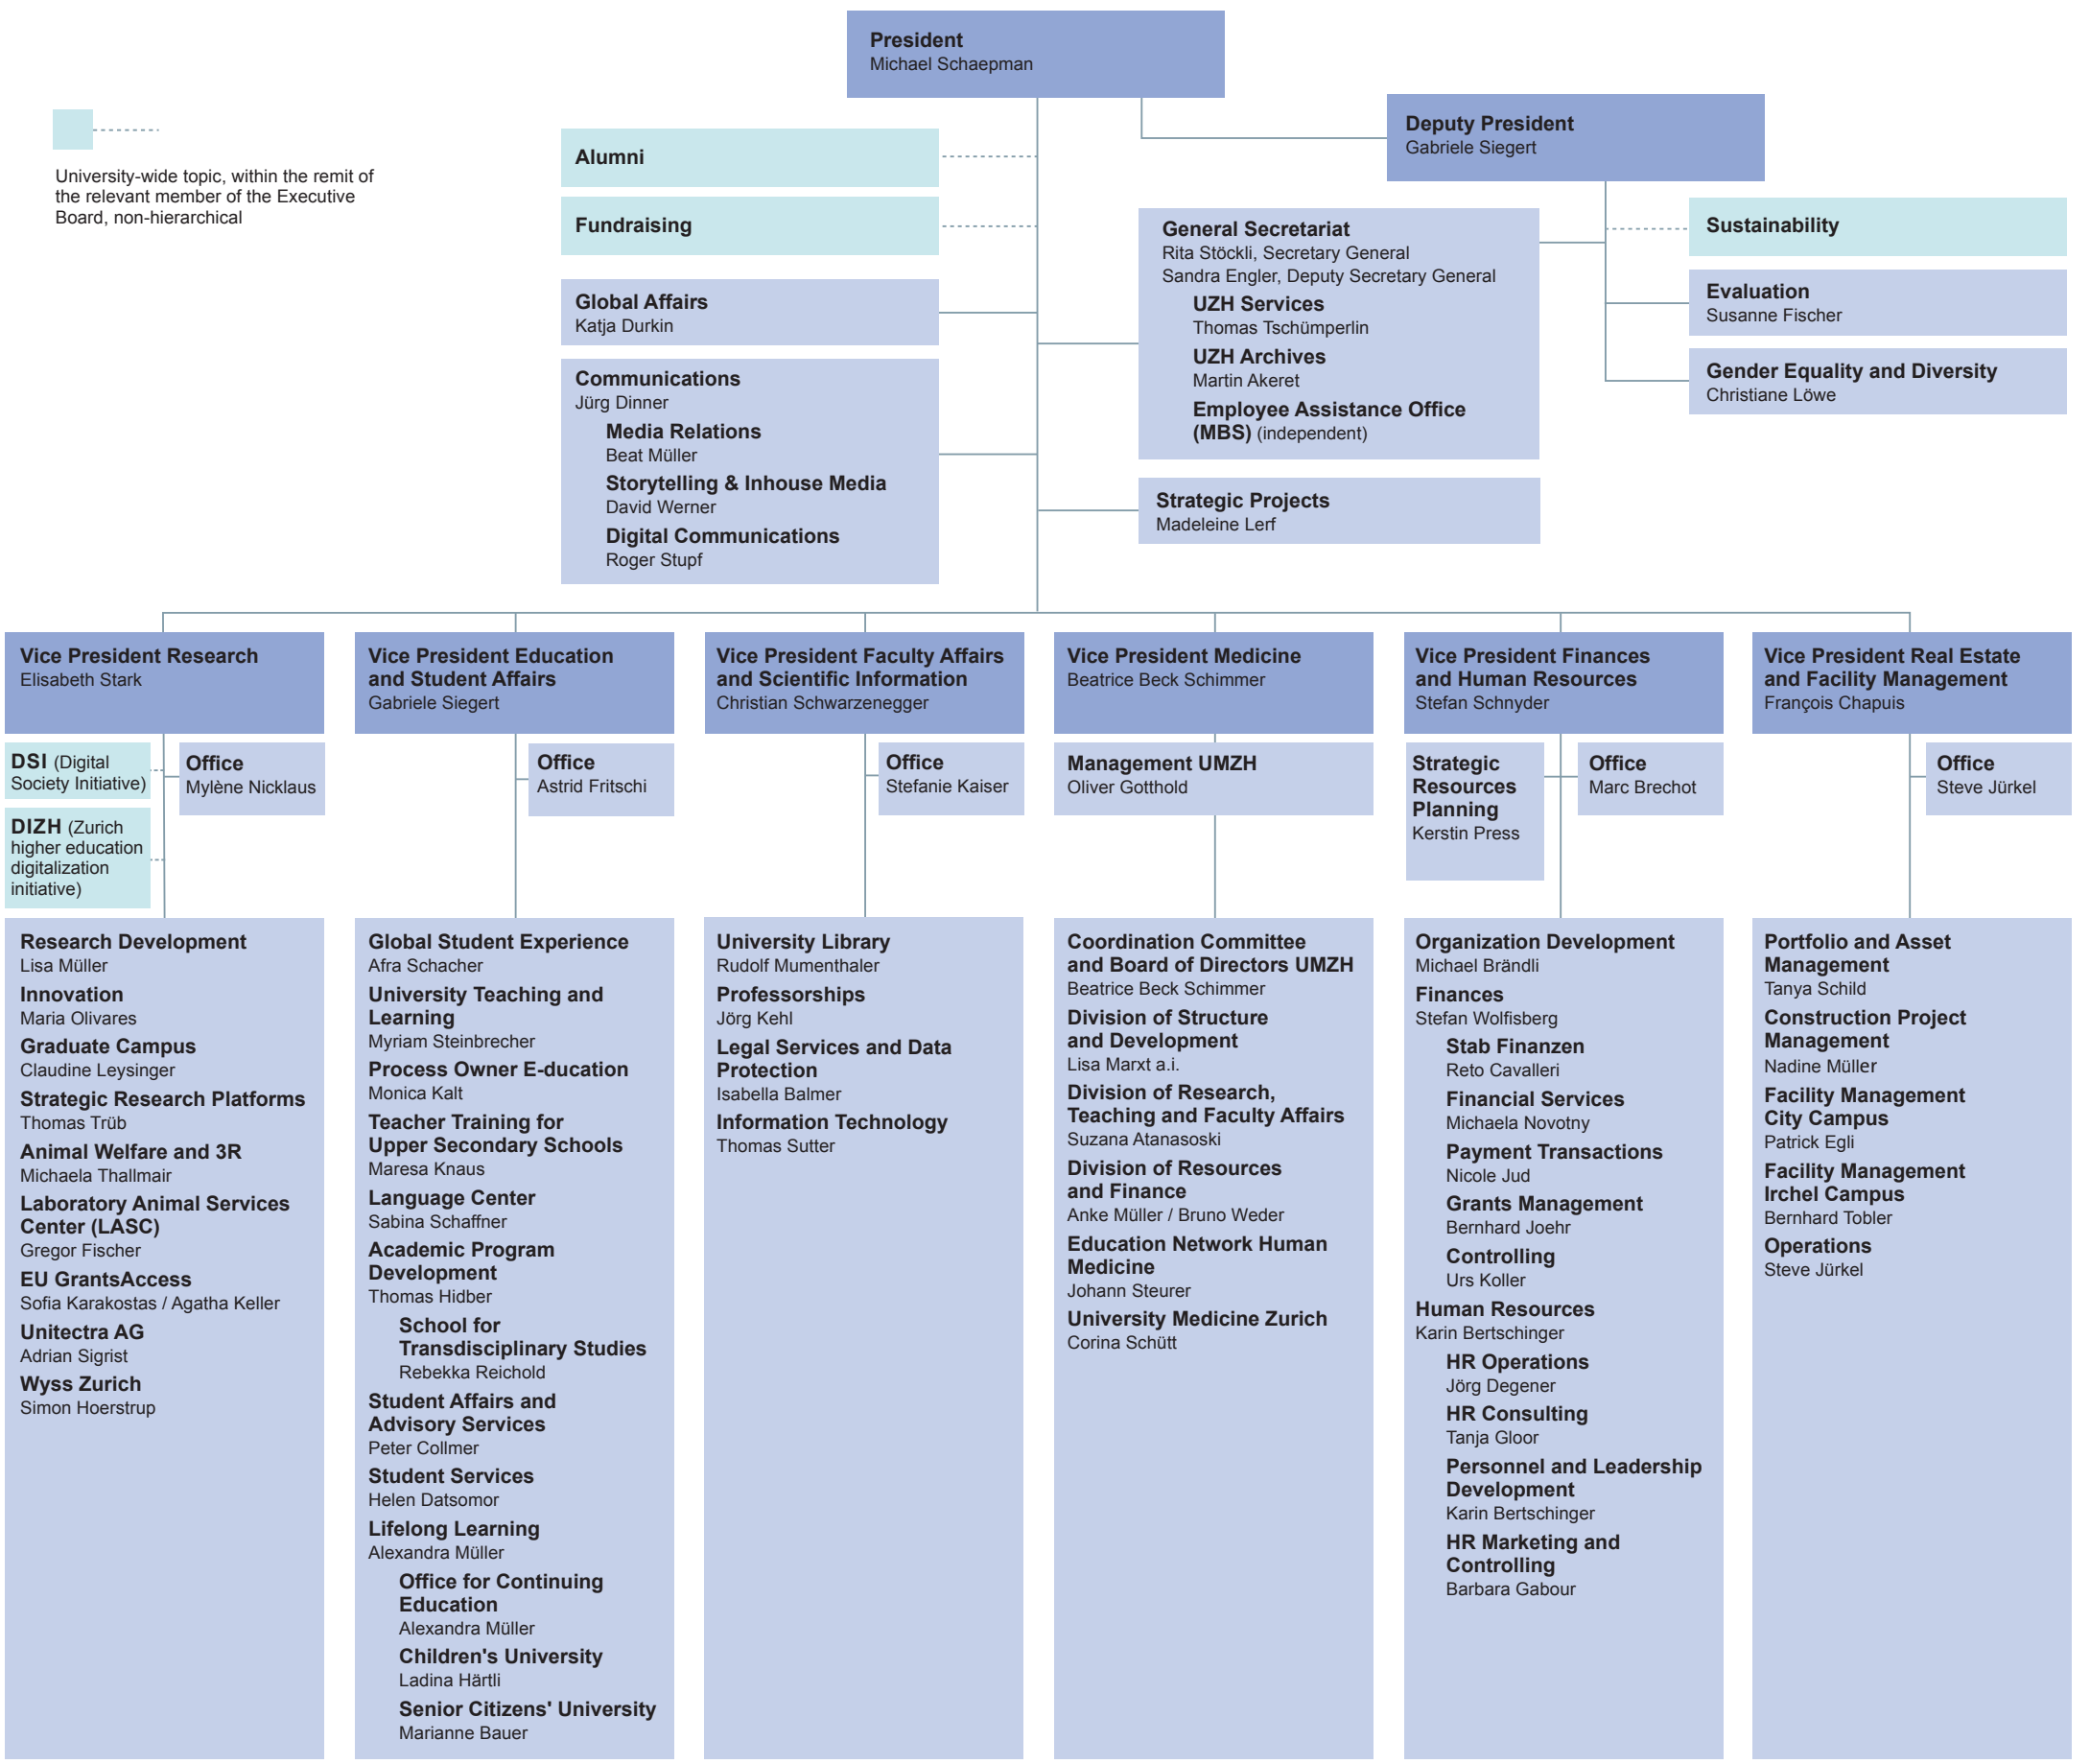 President
Michael Schaepman
Deputy President
Gabriele Siegert
University-wide topic, within the remit of
the relevant member of the Executive
Board, non-hierarchical
Alumni
Fundraising
Global Affairs
Katja Durkin
Communications
Jürg Dinner
Media Relations
Beat Müller
Storytelling & Inhouse Media
David Werner
Digital Communications
Roger Stupf
General Secretariat
Rita Stöckli, Secretary General
Sandra Engler, Deputy Secretary General
UZH Services
Thomas Tschümperlin
UZH Archives
Martin Akeret
Employee Assistance Office
(MBS) (independent)
Strategic Projects
Madeleine Lerf
Sustainability
Evaluation
Susanne Fischer
Gender Equality and Diversity
Christiane Löwe
Vice President Research
Elisabeth Stark
DSI (Digital
Society Initiative)
Office
Mylène Nicklaus
DIZH (Zurich
higher education
digitalization
initiative)
Research Development
Lisa Müller
Innovation
Maria Olivares
Graduate Campus
Claudine Leysinger
Strategic Research Platforms
Thomas Trüb
Animal Welfare and 3R
Michaela Thallmair
Laboratory Animal Services
Center (LASC)
Gregor Fischer
EU GrantsAccess
Sofia Karakostas / Agatha Keller
Unitectra AG
Adrian Sigrist
Wyss Zurich
Simon Hoerstrup
Vice President Education
and Student Affairs
Gabriele Siegert
Office
Astrid Fritschi
Global Student Experience
Afra Schacher
University Teaching and
Learning
Myriam Steinbrecher
Process Owner E-ducation
Monica Kalt
Teacher Training for
Upper Secondary Schools
Maresa Knaus
Language Center
Sabina Schaffner
Academic Program
Development
Thomas Hidber
School for
Transdisciplinary Studies
Rebekka Reichold
Student Affairs and
Advisory Services
Peter Collmer
Student Services
Helen Datsomor
Lifelong Learning
Alexandra Müller
Office for Continuing
Education
Alexandra Müller
Children's University
Ladina Härtli
Senior Citizens' University
Marianne Bauer
Vice President Faculty Affairs
and Scientific Information
Christian Schwarzenegger
Office
Stefanie Kaiser
University Library
Rudolf Mumenthaler
Professorships
Jörg Kehl
Legal Services and Data
Protection
Isabella Balmer
Information Technology
Thomas Sutter
Vice President Medicine
Beatrice Beck Schimmer
Management UMZH
Oliver Gotthold
Coordination Committee
and Board of Directors UMZH
Beatrice Beck Schimmer
Division of Structure
and Development
Lisa Marxt a.i.
Division of Research,
Teaching and Faculty Affairs
Suzana Atanasoski
Division of Resources
and Finance
Anke Müller / Bruno Weder
Education Network Human
Medicine
Johann Steurer
University Medicine Zurich
Corina Schütt
Vice President Finances
and Human Resources
Stefan Schnyder
Strategic
Resources
Planning
Kerstin Press
Office
Marc Brechot
Organization Development
Michael Brändli
Finances
Stefan Wolfisberg
Stab Finanzen
Reto Cavalleri
Financial Services
Michaela Novotny
Payment Transactions
Nicole Jud
Grants Management
Bernhard Joehr
Controlling
Urs Koller
Human Resources
Karin Bertschinger
HR Operations
Jörg Degener
HR Consulting
Tanja Gloor
Personnel and Leadership
Development
Karin Bertschinger
HR Marketing and
Controlling
Barbara Gabour
Vice President Real Estate
and Facility Management
François Chapuis
Office
Steve Jürkel
Portfolio and Asset
Management
Tanya Schild
Construction Project
Management
Nadine Müller
Facility Management
City Campus
Patrick Egli
Facility Management
Irchel Campus
Bernhard Tobler
Operations
Steve Jürkel